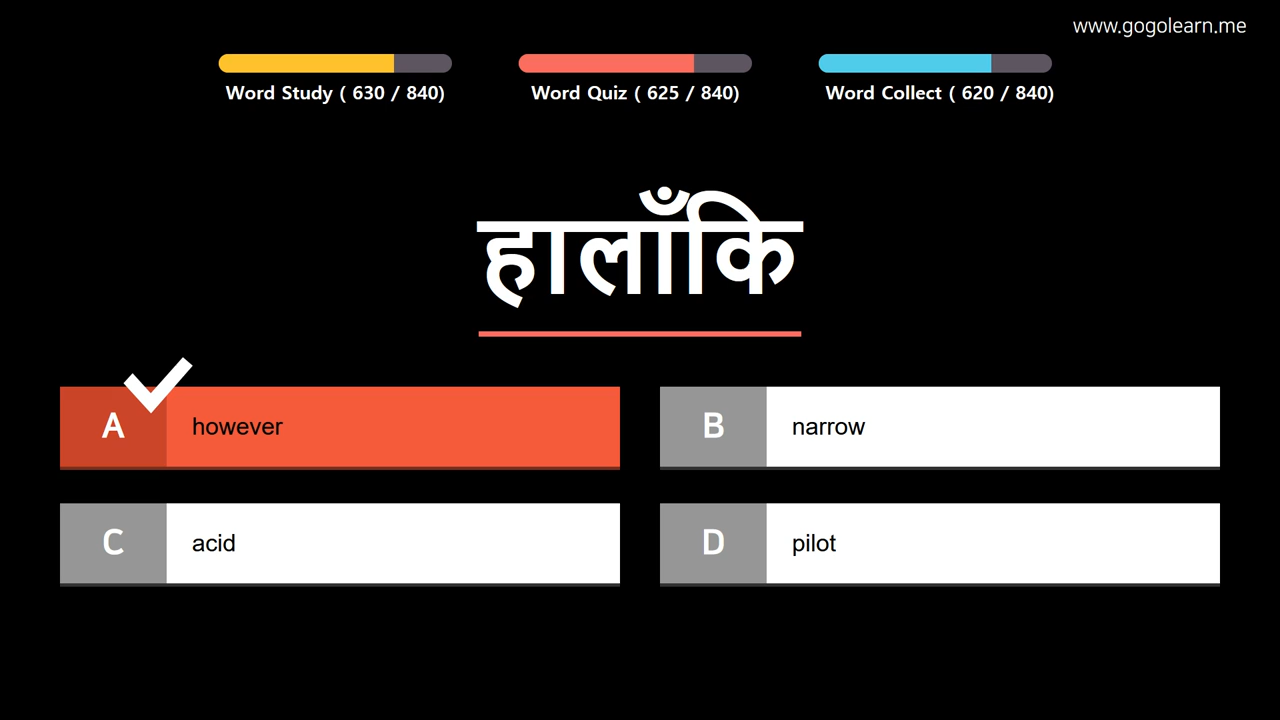 www.gogolearn.me
Word Study ( 630 / 840)
Word Quiz ( 625 / 840)
Word Collect ( 620 / 840)
हालाँकि
A however
B narrow
C acid
D pilot